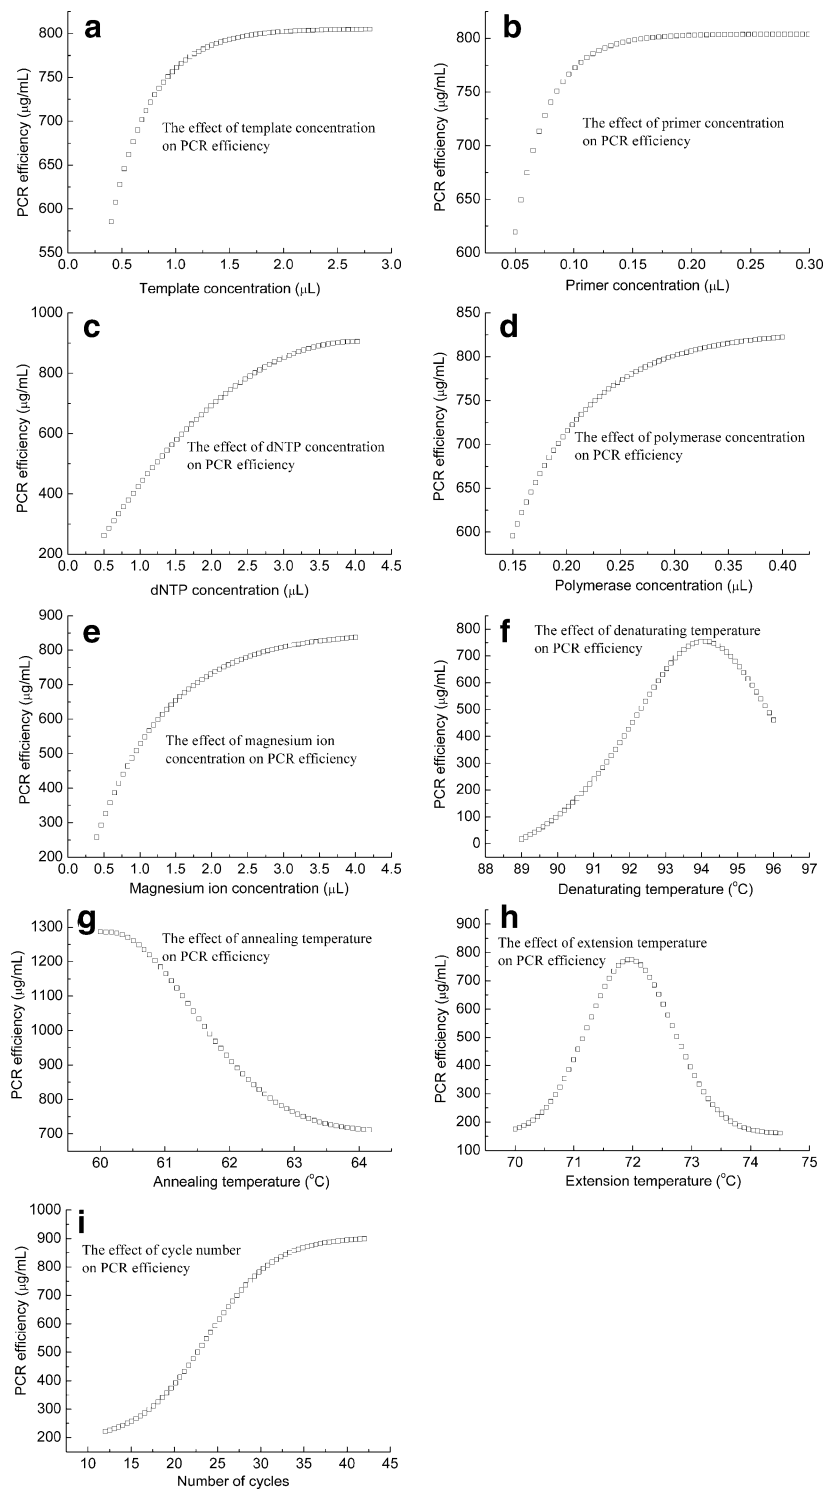 a
800
750
700
650
600
550
PCR efficiency (μg/mL)
The effect of template concentration
on PCR efficiency
0.0 0.5 1.0 1.5 2.0 2.5 3.0
Template concentration (μL)
b
800
750
700
650
600
PCR efficiency (μg/mL)
The effect of primer concentration
on PCR efficiency
0.05 0.10 0.15 0.20 0.25 0.30
Primer concentration (μL)
c
1000
800
600
400
200
PCR efficiency (μg/mL)
The effect of dNTP concentration
on PCR efficiency
0.0 0.5 1.0 1.5 2.0 2.5 3.0 3.5 4.0 4.5
dNTP concentration (μL)
d
850
800
750
700
650
600
PCR efficiency (μg/mL)
The effect of polymerase concentration
on PCR efficiency
0.15 0.20 0.25 0.30 0.35 0.40
Polymerase concentration (μL)
e
900
800
700
600
500
400
300
200
PCR efficiency (μg/mL)
The effect of magnesium ion
concentration on PCR efficiency
0.0 0.5 1.0 1.5 2.0 2.5 3.0 3.5 4.0 4.5
Magnesium ion concentration (μL)
f
800
700
600
500
400
300
200
100
0
PCR efficiency (μg/mL)
The effect of denaturating temperature
on PCR efficiency
88 89 90 91 92 93 94 95 96 97
Denaturating temperature (°C)
g
1300
1200
1100
1000
900
800
700
PCR efficiency (μg/mL)
The effect of annealing temperature
on PCR efficiency
60 61 62 63 64
Annealing temperature (°C)
h
900
800
700
600
500
400
300
200
100
PCR efficiency (μg/mL)
The effect of extension temperature
on PCR efficiency
70 71 72 73 74 75
Extension temperature (°C)
i
1000
900
800
700
600
500
400
300
200
PCR efficiency (μg/mL)
The effect of cycle number
on PCR efficiency
10 15 20 25 30 35 40 45
Number of cycles